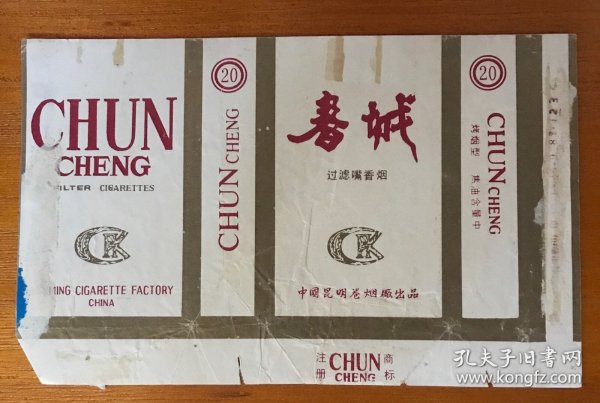 CHUN
CHENG
FILTER CIGARETTES
MING CIGARETTE FACTORY
CHINA
20
CHUN CHENG
春城
过滤嘴香烟
中国昆明卷烟厂出品
20
CHUN CHENG
烤烟型 焦油含量中
注册
CHUN
CHENG
商标
孔夫子旧书网
www.kongfz.com